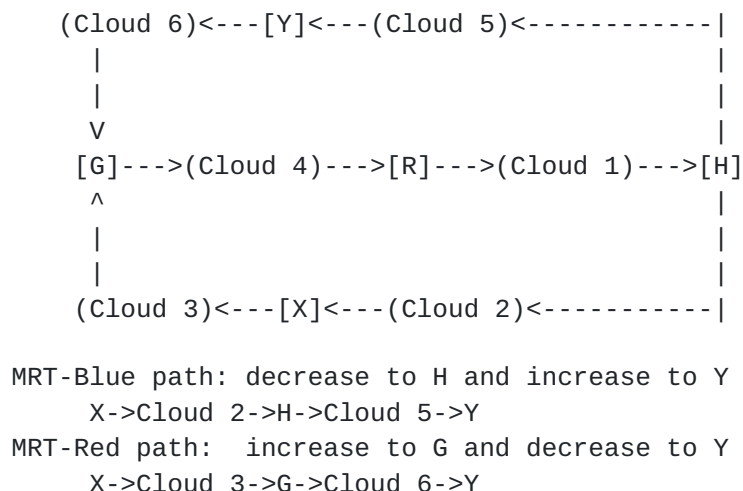 (Cloud 6)<---[Y]<---(Cloud 5)<------------|
| |
| |
V |
[G]--->(Cloud 4)--->[R]--->(Cloud 1)--->[H]
^ |
| |
| |
(Cloud 3)<---[X]<---(Cloud 2)<-----------|
MRT-Blue path: decrease to H and increase to Y
X->Cloud 2->H->Cloud 5->Y
MRT-Red path:  increase to G and decrease to Y
X->Cloud 3->G->Cloud 6->Y